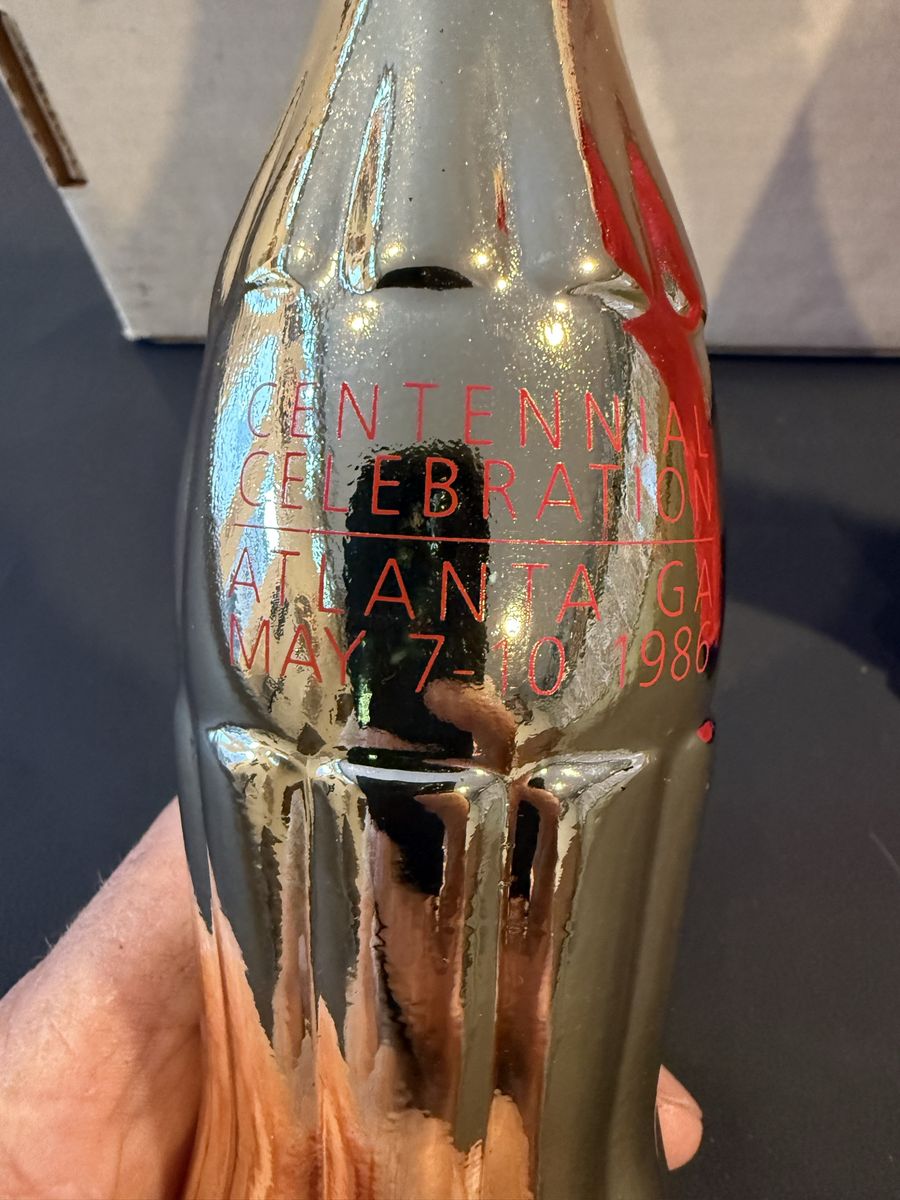 CENTENNIAL
CELEBRATION
ATLANTA GA
MAY 7-10 1986